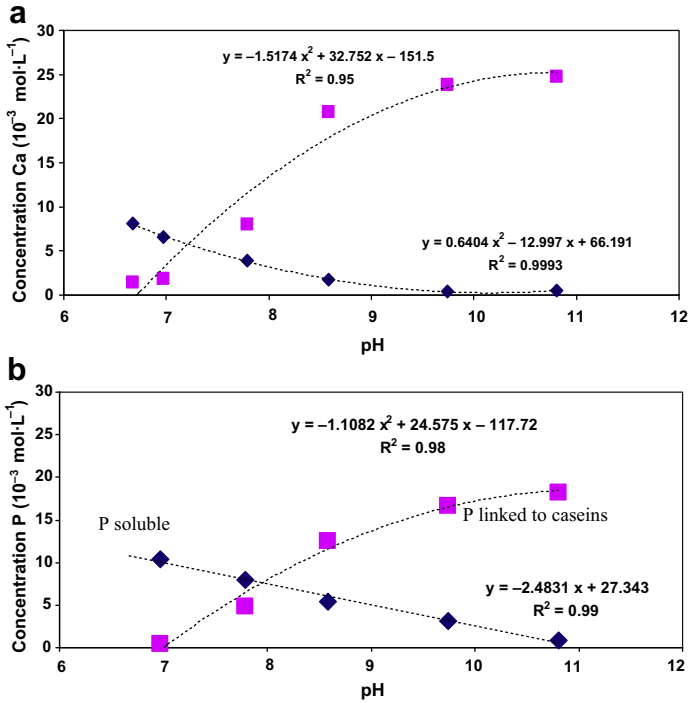 a
30
25
20
15
10
5
0
Concentration Ca (10⁻³ mol·L⁻¹)
y = –1.5174 x² + 32.752 x – 151.5
R² = 0.95
y = 0.6404 x² – 12.997 x + 66.191
R² = 0.9993
6 7 8 9 10 11 12
pH
b
30
25
20
15
10
5
0
Concentration P (10⁻³ mol·L⁻¹)
y = –1.1082 x² + 24.575 x – 117.72
R² = 0.98
P soluble
P linked to caseins
y = –2.4831 x + 27.343
R² = 0.99
6 7 8 9 10 11 12
pH